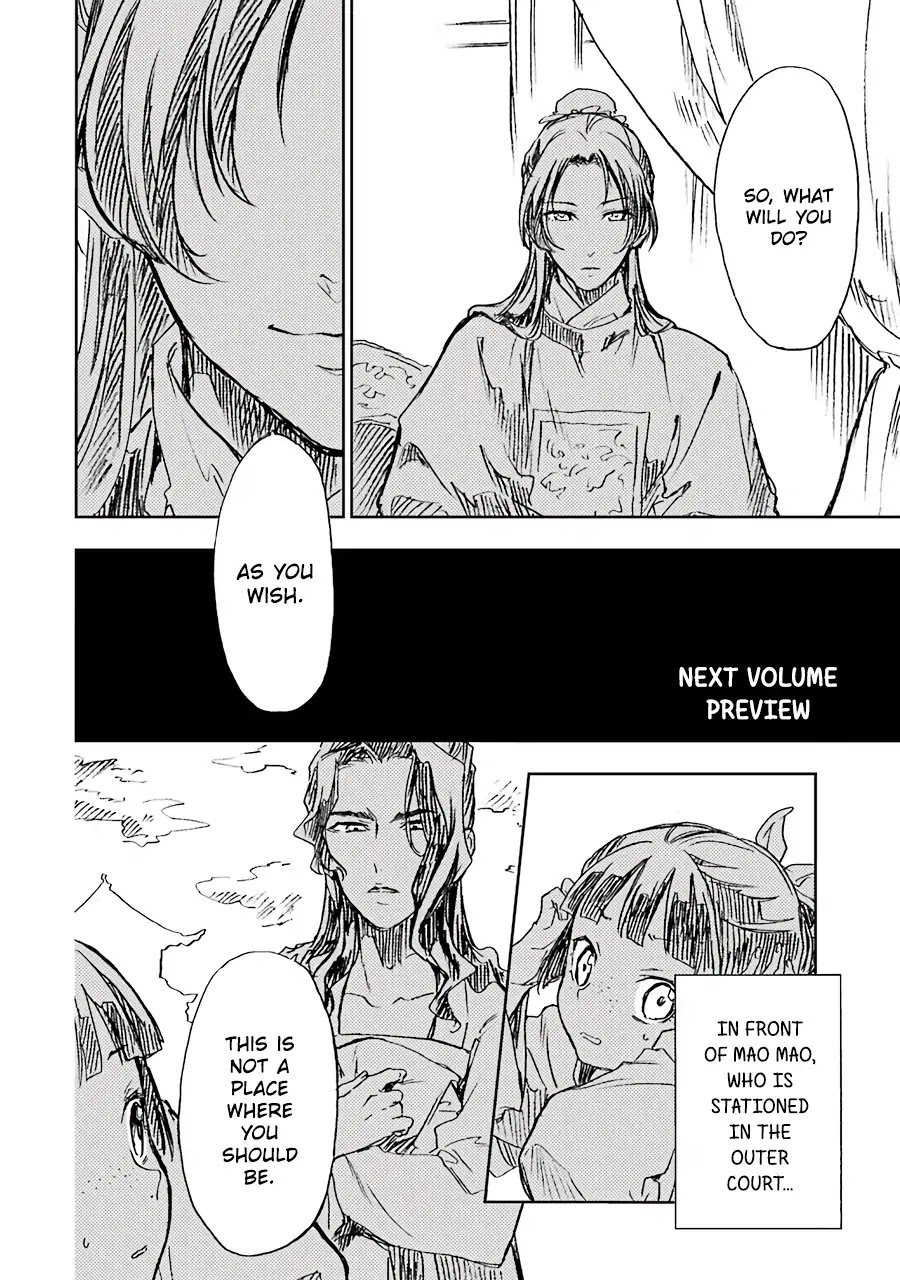 SO, WHAT
WILL YOU
DO?
AS YOU
WISH.
NEXT VOLUME
PREVIEW
IN FRONT
OF MAO MAO,
WHO IS
STATIONED
IN THE
OUTER
COURT...
THIS IS
NOT A
PLACE
WHERE
YOU
SHOULD
BE.